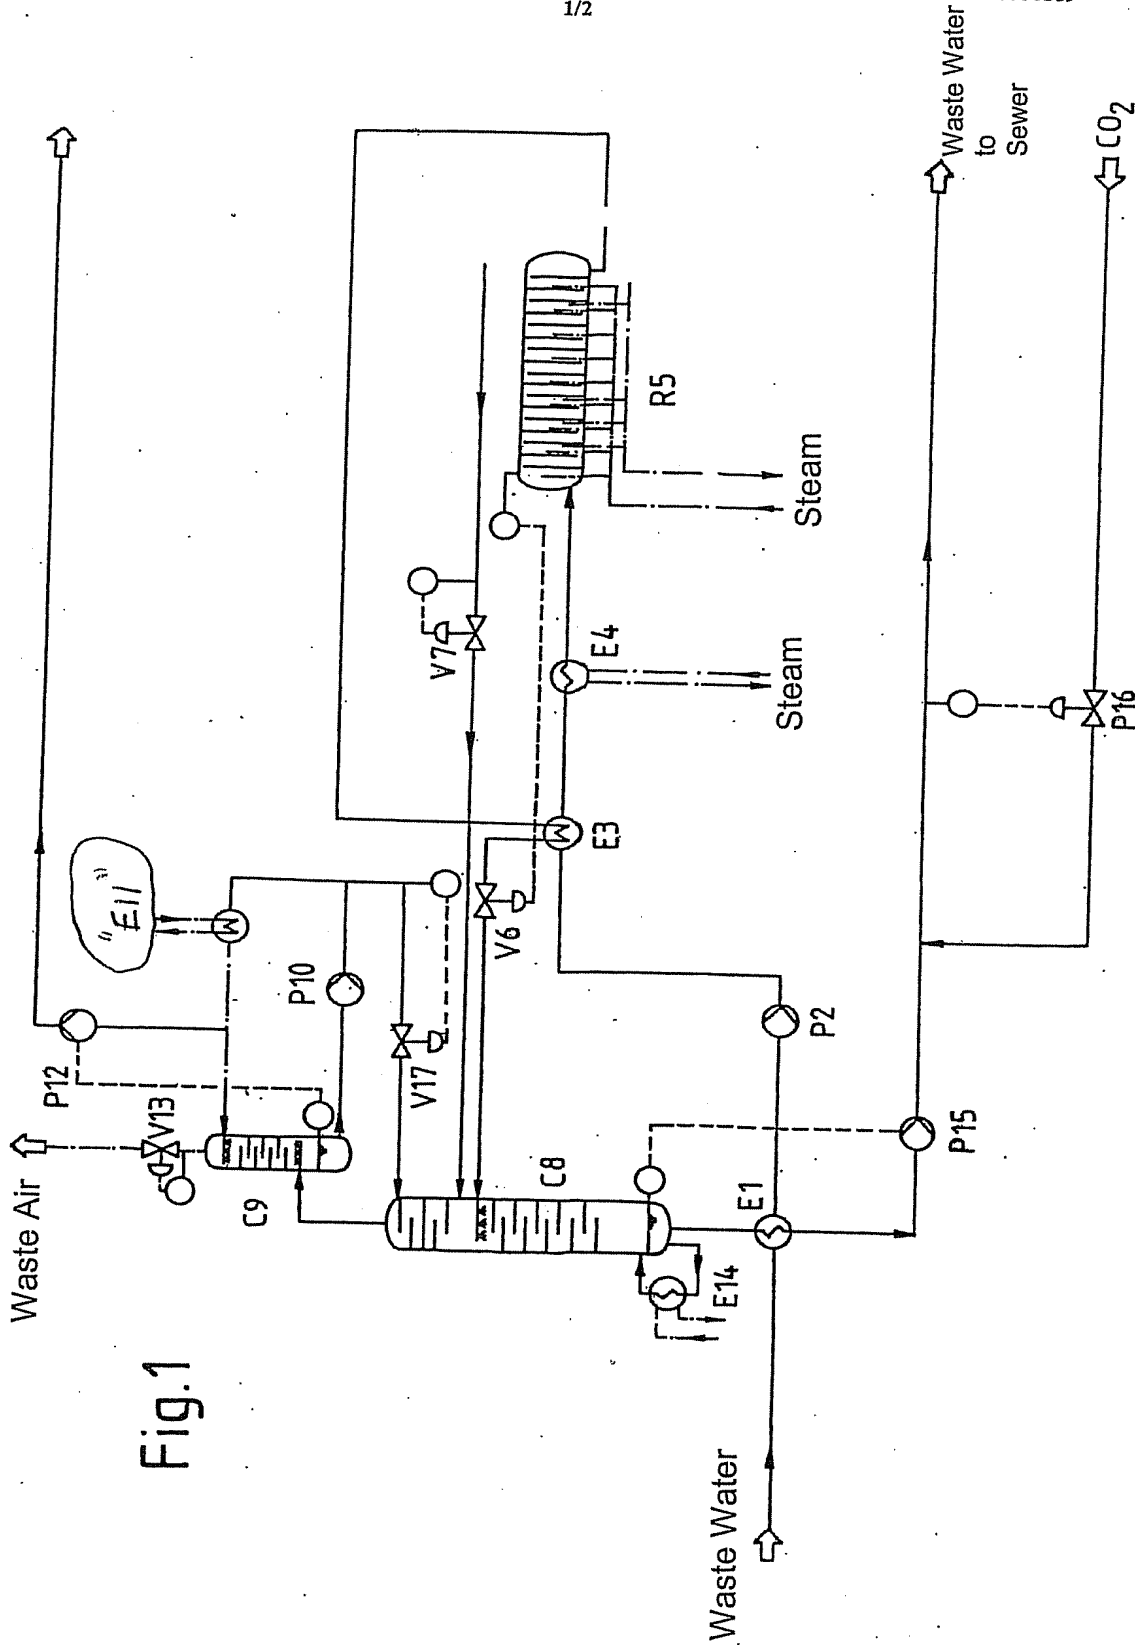 1/2
Fig.1
Waste Air
V13
P12
C9
"E11"
P10
V17
V6
V7
C8
E14
E1
P2
E3
E4
R5
Steam
Steam
Waste Water
P15
P16
Waste Water
to
Sewer
CO₂